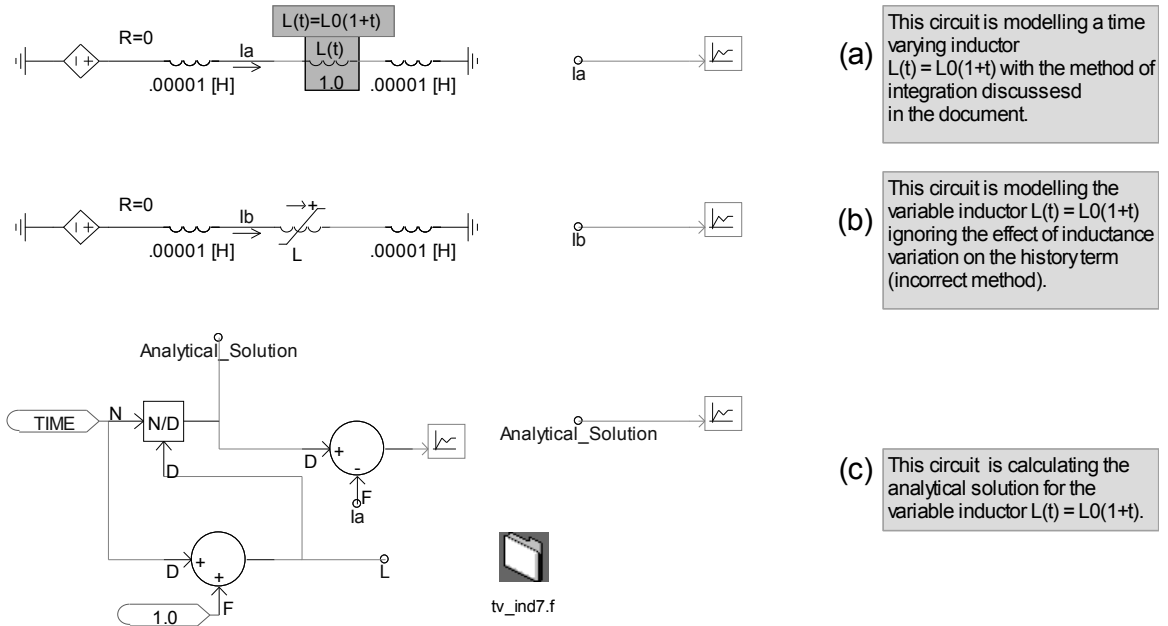 L(t)=L0(1+t)
R=0
Ia
L(t)
1.0
.00001 [H]
.00001 [H]
Ia
(a)
This circuit is modelling a time
varying inductor
L(t) = L0(1+t) with the method of
integration discussesd
in the document.
R=0
Ib
L
.00001 [H]
.00001 [H]
Ib
(b)
This circuit is modelling the
variable inductor L(t) = L0(1+t)
ignoring the effect of inductance
variation on the history term
(incorrect method).
Analytical_Solution
TIME
N
N/D
D
D
+
-
F
Ia
Analytical_Solution
D
+
+
F
1.0
L
tv_ind7.f
(c)
This circuit is calculating the
analytical solution for the
variable inductor L(t) = L0(1+t).